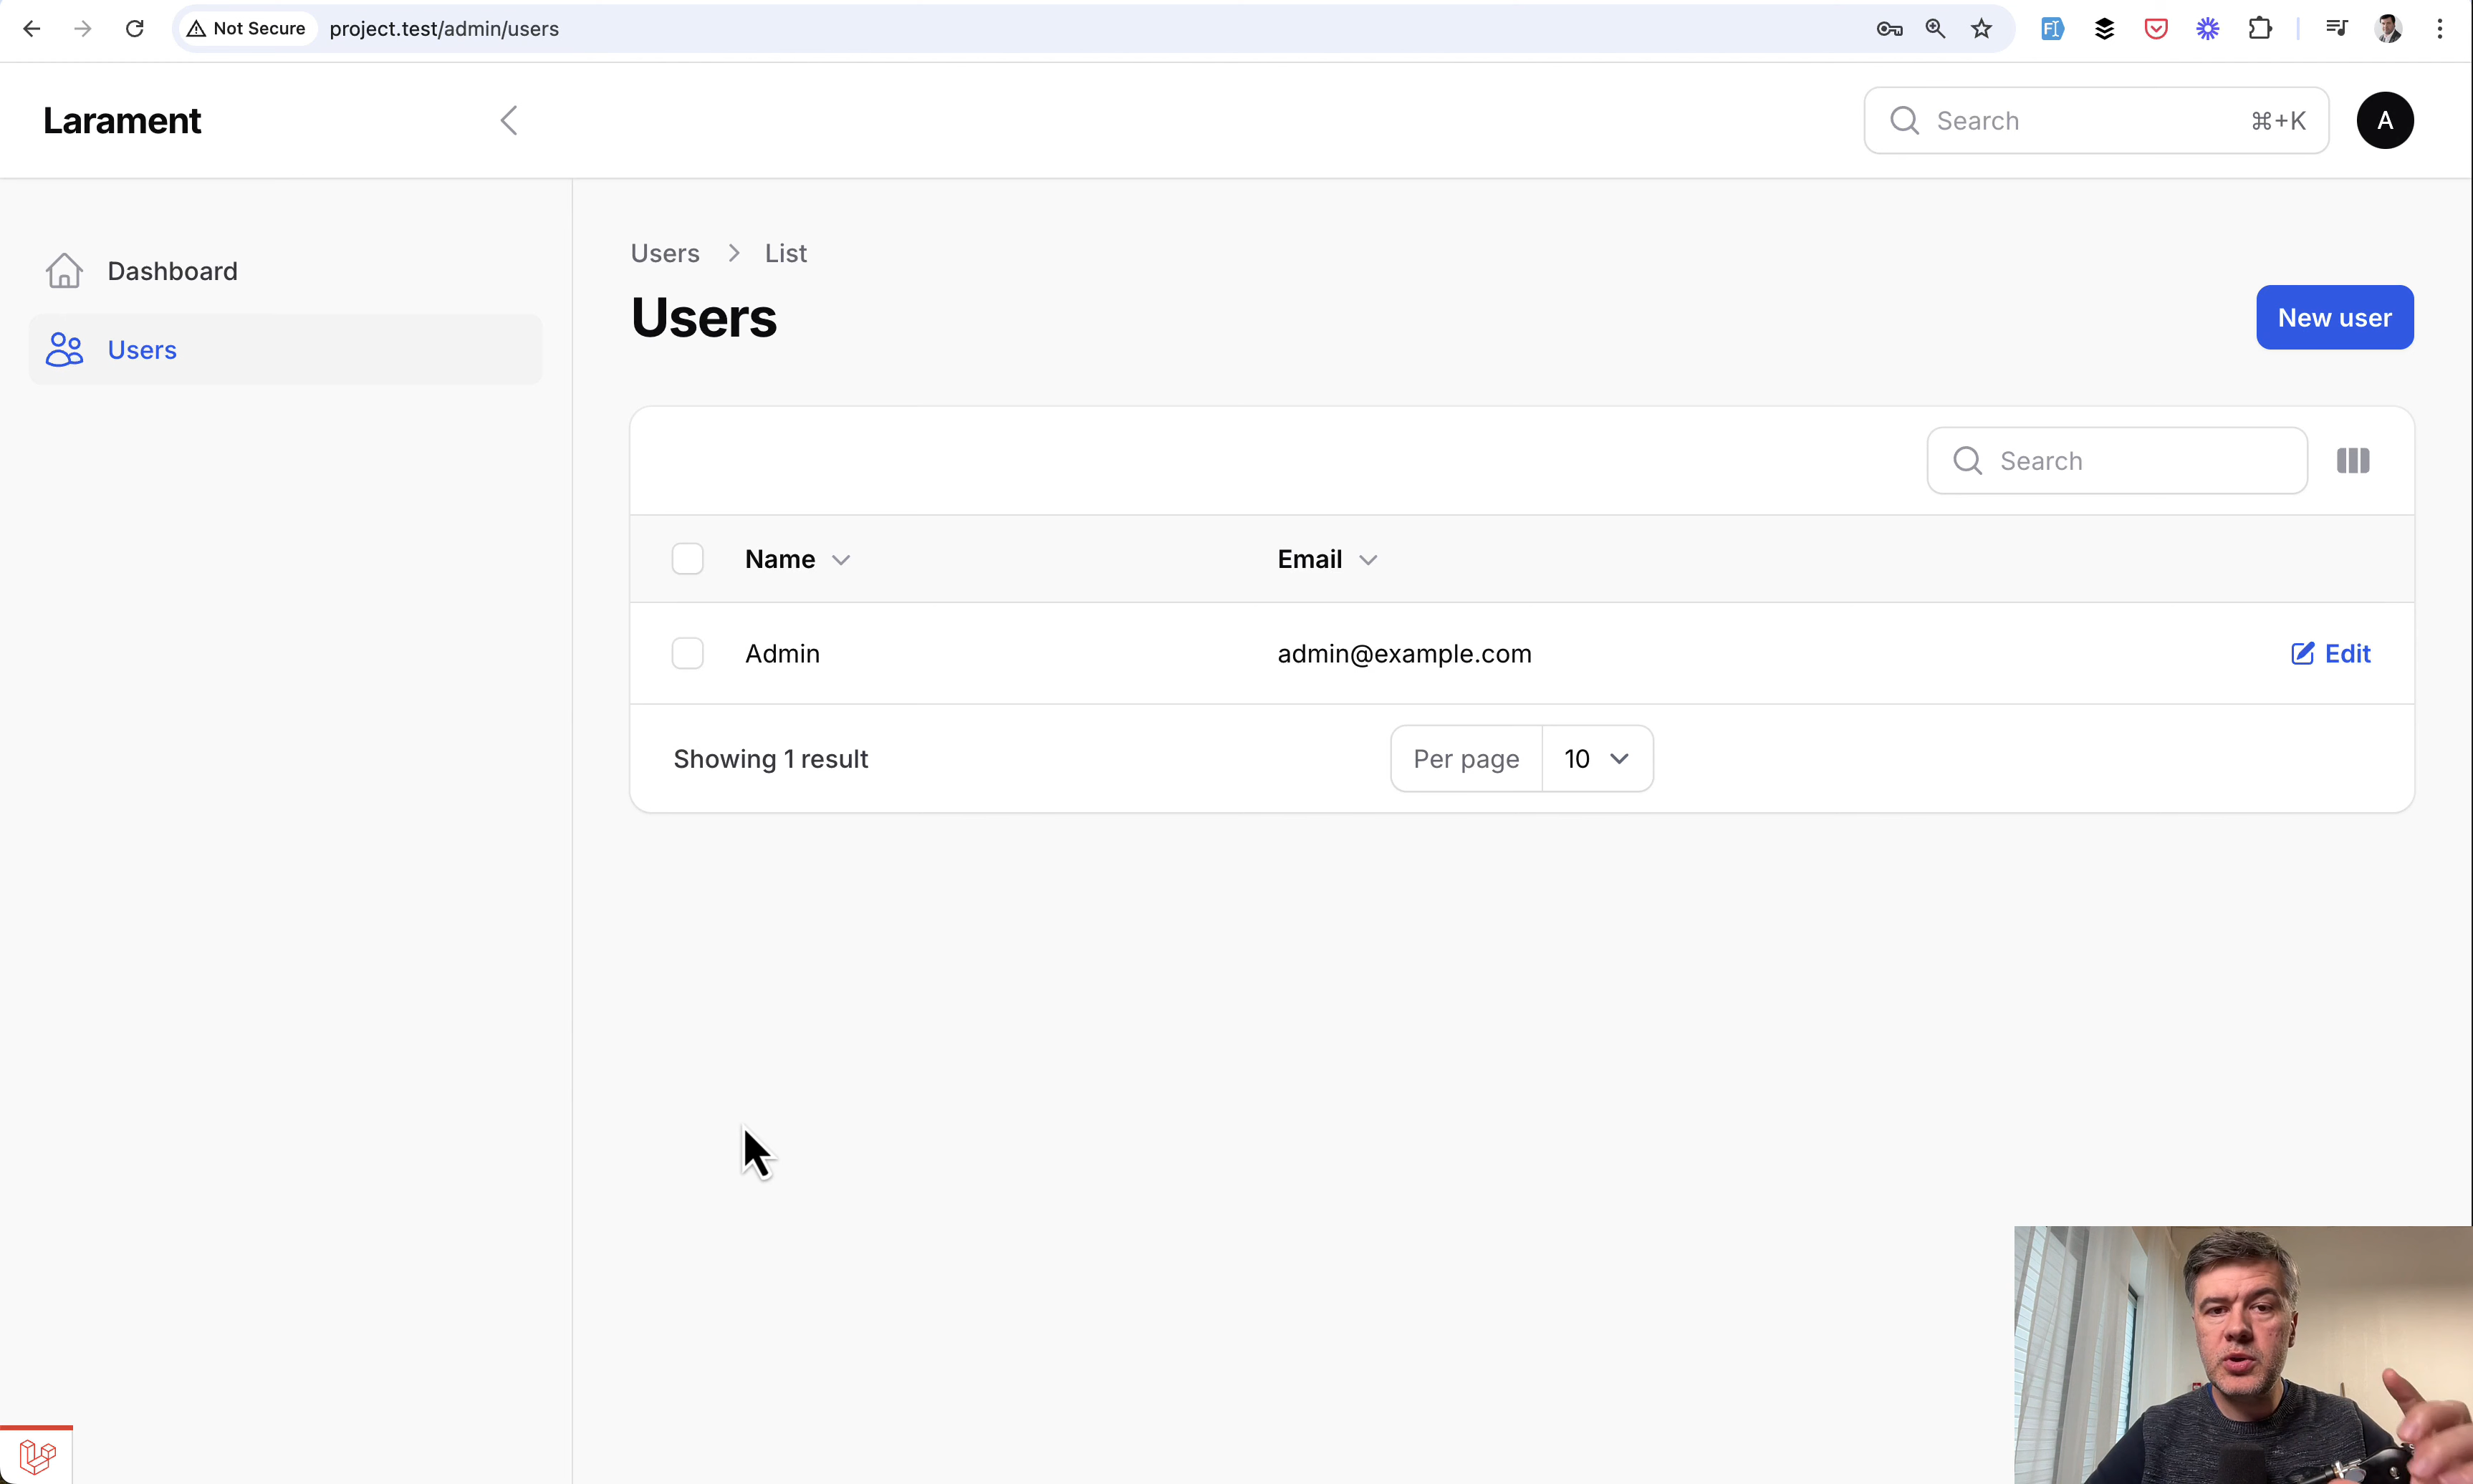 Not Secure project.test/admin/users
Larament
Search ⌘+K
A
Dashboard
Users
Users > List
Users
New user
Search
Name
Email
Admin
admin@example.com
Edit
Showing 1 result
Per page 10